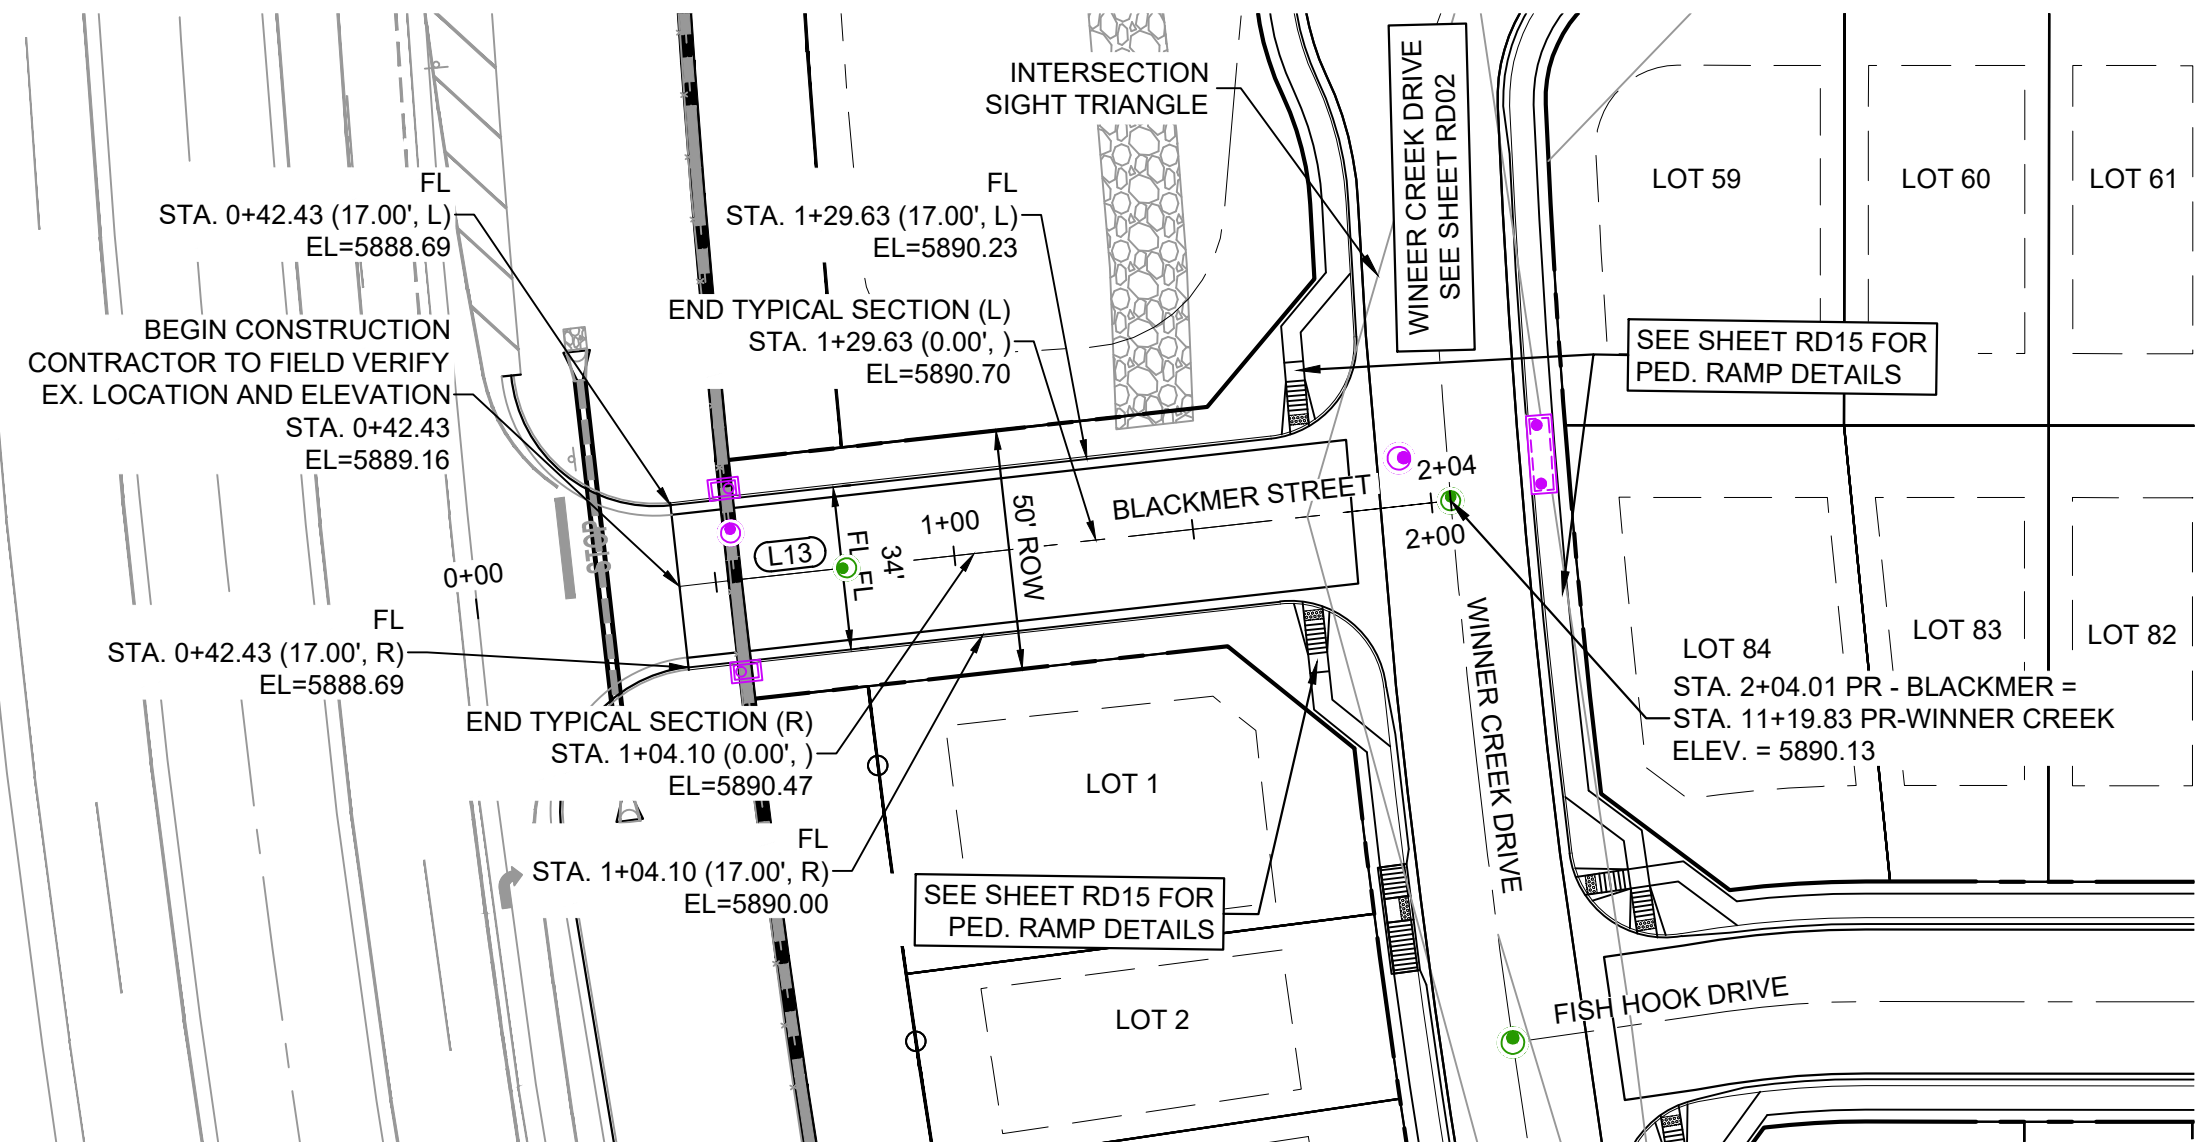 INTERSECTION
SIGHT TRIANGLE
WINEER CREEK DRIVE
SEE SHEET RD02
LOT 59
LOT 60
LOT 61
FL
STA. 0+42.43 (17.00', L)
EL=5888.69
FL
STA. 1+29.63 (17.00', L)
EL=5890.23
END TYPICAL SECTION (L)
STA. 1+29.63 (0.00', )
EL=5890.70
BEGIN CONSTRUCTION
CONTRACTOR TO FIELD VERIFY
EX. LOCATION AND ELEVATION
STA. 0+42.43
EL=5889.16
SEE SHEET RD15 FOR
PED. RAMP DETAILS
BLACKMER STREET
2+04
2+00
1+00
0+00
L13
FL
FL
34'
50' ROW
STOP
FL
STA. 0+42.43 (17.00', R)
EL=5888.69
END TYPICAL SECTION (R)
STA. 1+04.10 (0.00', )
EL=5890.47
FL
STA. 1+04.10 (17.00', R)
EL=5890.00
WINNER CREEK DRIVE
LOT 84
LOT 83
LOT 82
STA. 2+04.01 PR - BLACKMER =
STA. 11+19.83 PR-WINNER CREEK
ELEV. = 5890.13
LOT 1
SEE SHEET RD15 FOR
PED. RAMP DETAILS
LOT 2
FISH HOOK DRIVE